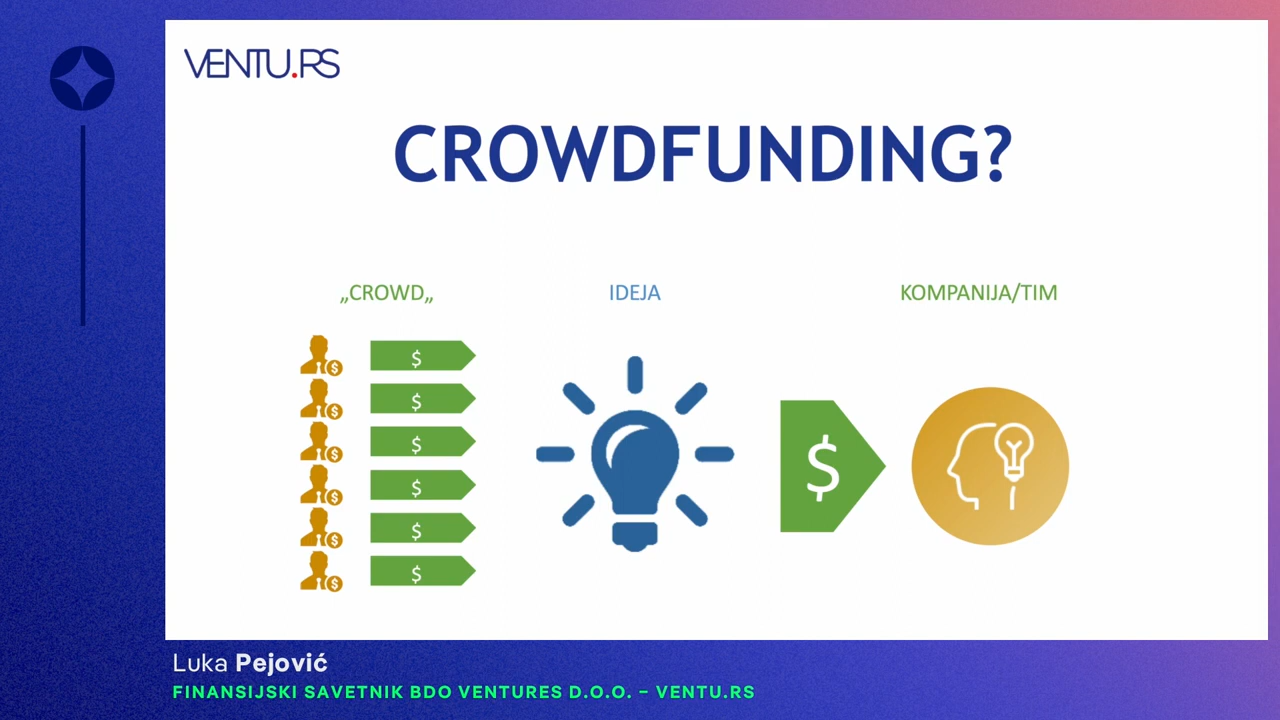 VENTU.RS
CROWDFUNDING?
„CROWD„
IDEJA
KOMPANIJA/TIM
$
$
$
$
$
$
$
Luka Pejović
FINANSIJSKI SAVETNIK BDO VENTURES D.O.O. – VENTU.RS